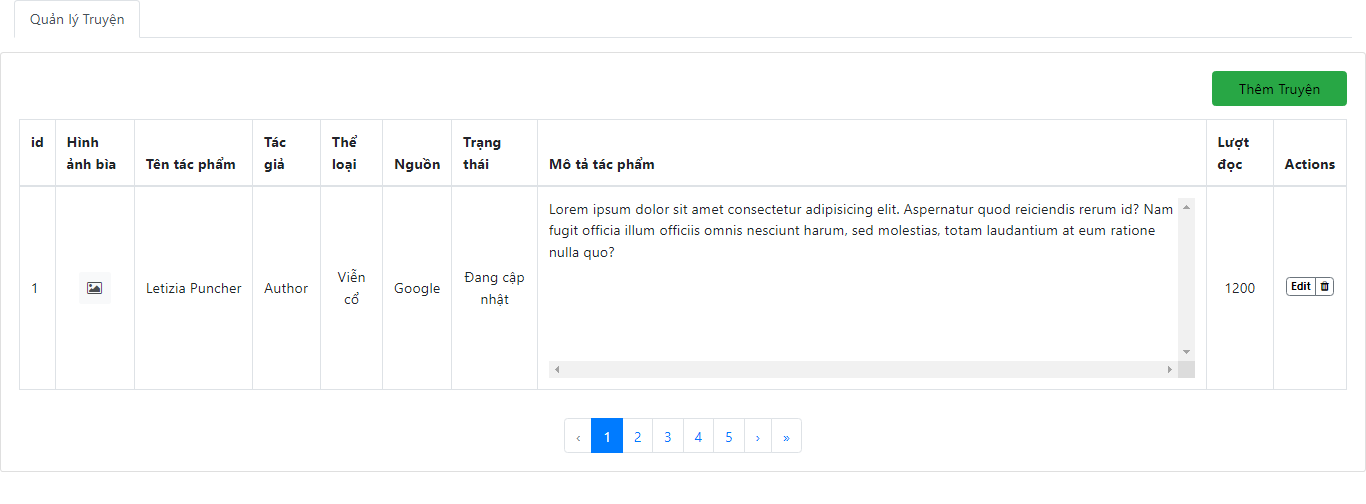 Quản lý Truyện
Thêm Truyện
id
Hình
ảnh bìa
Tên tác phẩm
Tác
giả
Thể
loại
Nguồn
Trạng
thái
Mô tả tác phẩm
Lượt
đọc
Actions
1
Letizia Puncher
Author
Viễn
cổ
Google
Đang cập
nhật
Lorem ipsum dolor sit amet consectetur adipisicing elit. Aspernatur quod reiciendis rerum id? Nam
fugit officia illum officiis omnis nesciunt harum, sed molestias, totam laudantium at eum ratione
nulla quo?
1200
Edit
‹ 1 2 3 4 5 › »